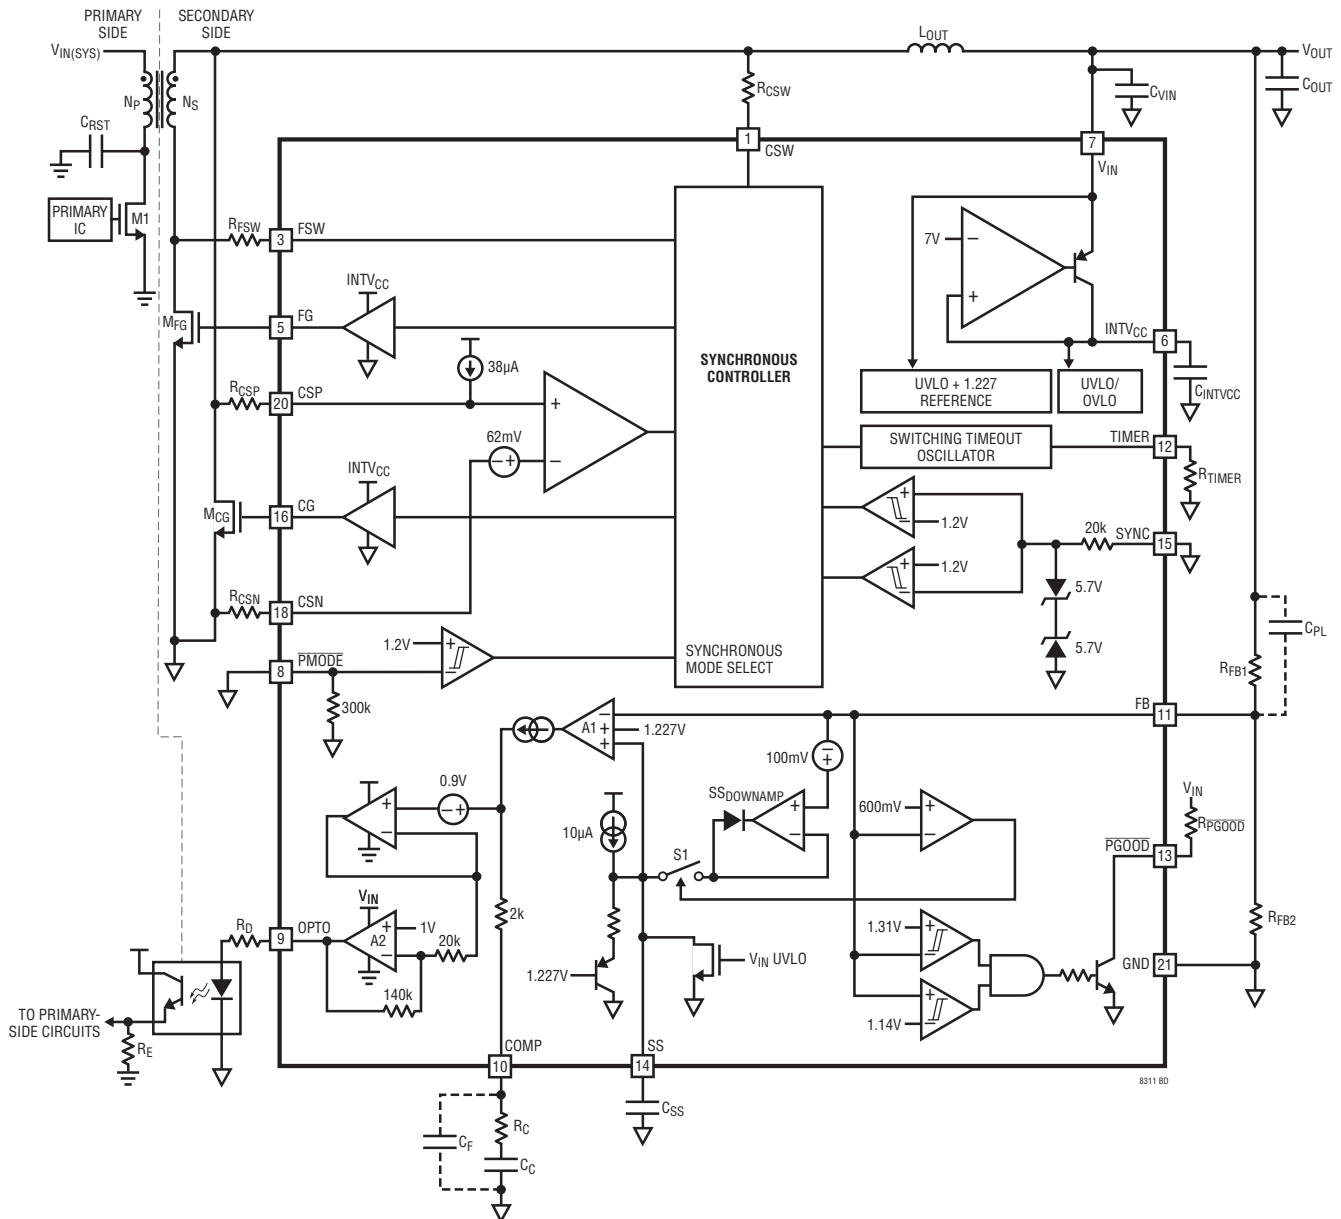 PRIMARY
SIDE
SECONDARY
SIDE
VIN(SYS)
LOUT
VOUT
RCSW
CVIN
COUT
NP
NS
CRST
1
CSW
7
VIN
PRIMARY
IC
M1
RFSW
3
FSW
7V
−
+
INTVCC
MFG
5
FG
INTVCC
6
38µA
SYNCHRONOUS
CONTROLLER
UVLO + 1.227
REFERENCE
UVLO/
OVLO
CINTVCC
RCSP
20
CSP
+
62mV
− +
−
SWITCHING TIMEOUT
OSCILLATOR
TIMER
12
RTIMER
INTVCC
MCG
16
CG
+
−
1.2V
20k
SYNC
15
+
1.2V
−
5.7V
5.7V
RCSN
18
CSN
CPL
1.2V
+
−
SYNCHRONOUS
MODE SELECT
8
PMODE
300k
RFB1
FB
11
−
A1
+
1.227V
+
100mV
−
+
0.9V
− +
+
−
SSDOWNAMP
+
−
600mV
+
−
VIN
RPGOOD
10µA
S1
PGOOD
13
2k
VIN
RD
9
OPTO
+
1V
A2
−
20k
140k
1.31V
+
−
RFB2
1.227V
VIN UVLO
+
1.14V
−
GND
21
TO PRIMARY-
SIDE CIRCUITS
RE
COMP
10
SS
14
8311 BD
CSS
RC
CF
CC